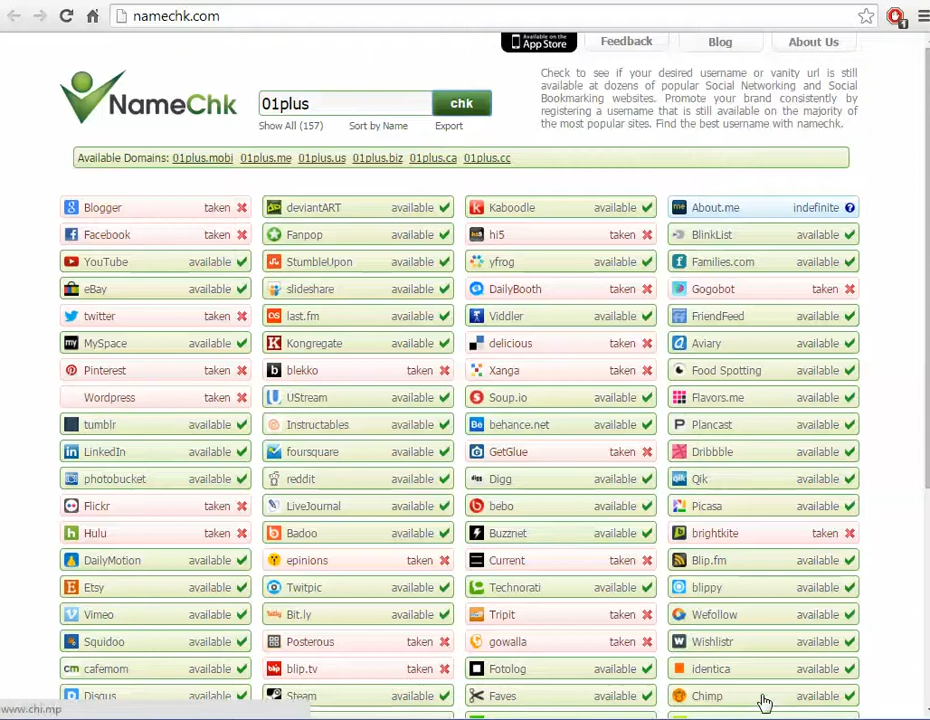 namechk.com
1
Available on the
App Store
Feedback
Blog
About Us
NameChk
01plus
chk
Show All (157)
Sort by Name
Export
Check to see if your desired username or vanity url is still
available at dozens of popular Social Networking and Social
Bookmarking websites. Promote your brand consistently by
registering a username that is still available on the majority of
the most popular sites. Find the best username with namechk.
Available Domains: 01plus.mobi 01plus.me 01plus.us 01plus.biz 01plus.ca 01plus.cc
Blogger taken
deviantART available
Kaboodle available
About.me indefinite
Facebook taken
Fanpop available
hi5 taken
BlinkList available
YouTube available
StumbleUpon available
yfrog available
Families.com available
eBay available
slideshare available
DailyBooth taken
Gogobot taken
twitter taken
last.fm available
Viddler available
FriendFeed available
MySpace available
Kongregate available
delicious taken
Aviary available
Pinterest taken
blekko taken
Xanga taken
Food Spotting available
Wordpress taken
UStream available
Soup.io available
Flavors.me available
tumblr available
Instructables available
behance.net available
Plancast available
LinkedIn available
foursquare available
GetGlue taken
Dribbble available
photobucket available
reddit available
Digg available
Qik available
Flickr taken
LiveJournal available
bebo available
Picasa available
Hulu taken
Badoo available
Buzznet available
brightkite taken
DailyMotion available
epinions taken
Current taken
Blip.fm available
Etsy available
Twitpic available
Technorati available
blippy available
Vimeo available
Bit.ly available
Tripit taken
Wefollow available
Squidoo available
Posterous taken
gowalla taken
Wishlistr available
cafemom available
blip.tv taken
Fotolog available
identica available
Disqus available
Steam available
Faves available
Chimp available
www.chi.mp